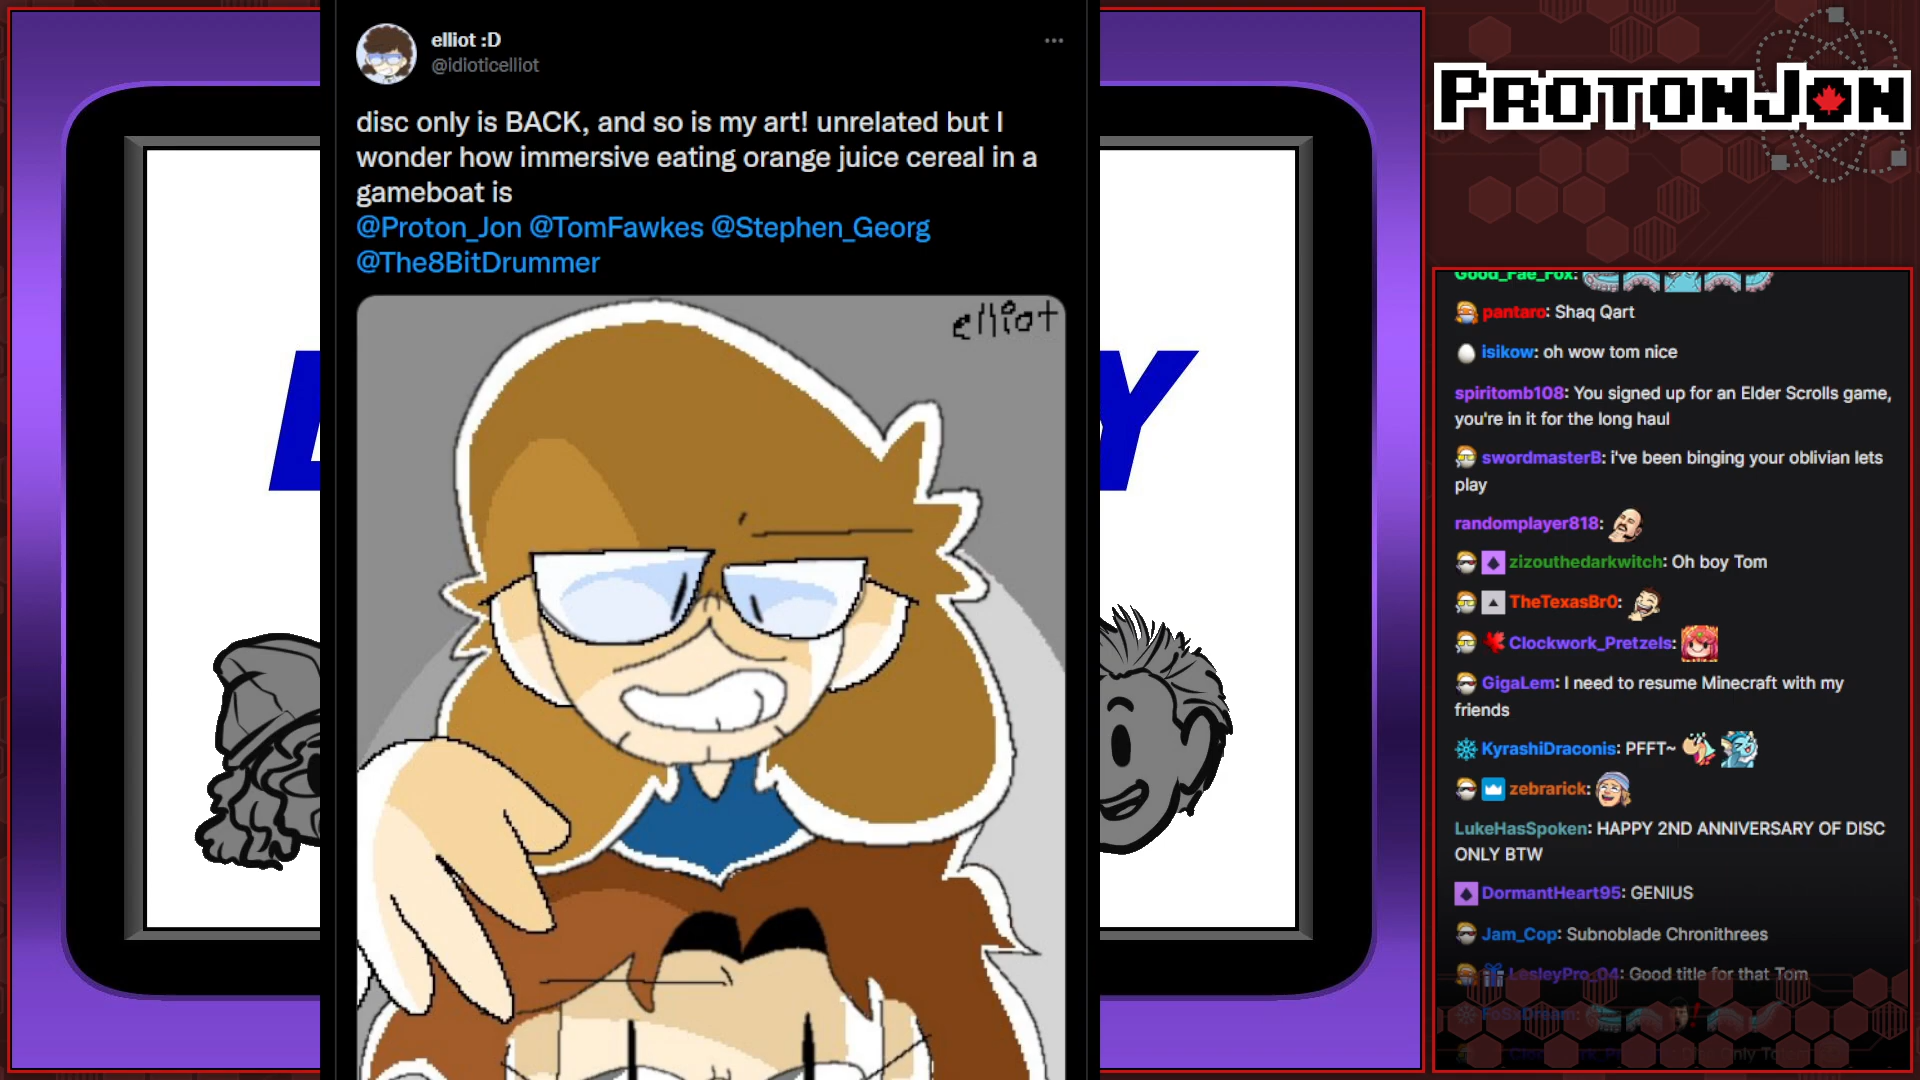 elliot :D
@idioticelliot
disc only is BACK, and so is my art! unrelated but I
wonder how immersive eating orange juice cereal in a
gameboat is
@Proton_Jon @TomFawkes @Stephen_Georg
@The8BitDrummer
elliot
Y
PROTONJON
Good_Fae_Fox:
pantaro: Shaq Qart
isikow: oh wow tom nice
spiritomb108: You signed up for an Elder Scrolls game,
you're in it for the long haul
swordmasterB: i've been binging your oblivian lets
play
randomplayer818:
zizouthedarkwitch: Oh boy Tom
TheTexasBr0:
Clockwork_Pretzels:
GigaLem: I need to resume Minecraft with my
friends
KyrashiDraconis: PFFT~
zebrarick:
LukeHasSpoken: HAPPY 2ND ANNIVERSARY OF DISC
ONLY BTW
DormantHeart95: GENIUS
Jam_Cop: Subnoblade Chronithrees
LesleyPro_04: Good title for that Tom
FoSxDream: